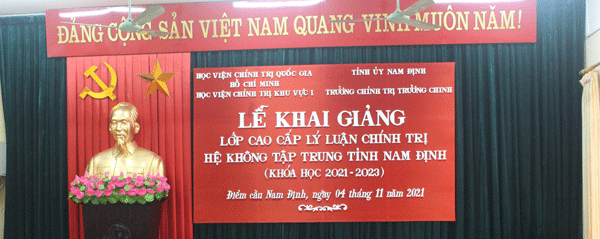 ĐẢNG CỘNG SẢN VIỆT NAM QUANG VINH MUÔN NĂM!
HỌC VIỆN CHÍNH TRỊ QUỐC GIA
HỒ CHÍ MINH
HỌC VIỆN CHÍNH TRỊ KHU VỰC 1
TỈNH ỦY NAM ĐỊNH
TRƯỜNG CHÍNH TRỊ TRƯỜNG CHINH
LỄ KHAI GIẢNG
LỚP CAO CẤP LÝ LUẬN CHÍNH TRỊ
HỆ KHÔNG TẬP TRUNG TỈNH NAM ĐỊNH
(KHÓA HỌC 2021-2023)
Điểm cầu Nam Định, ngày 04 tháng 11 năm 2021